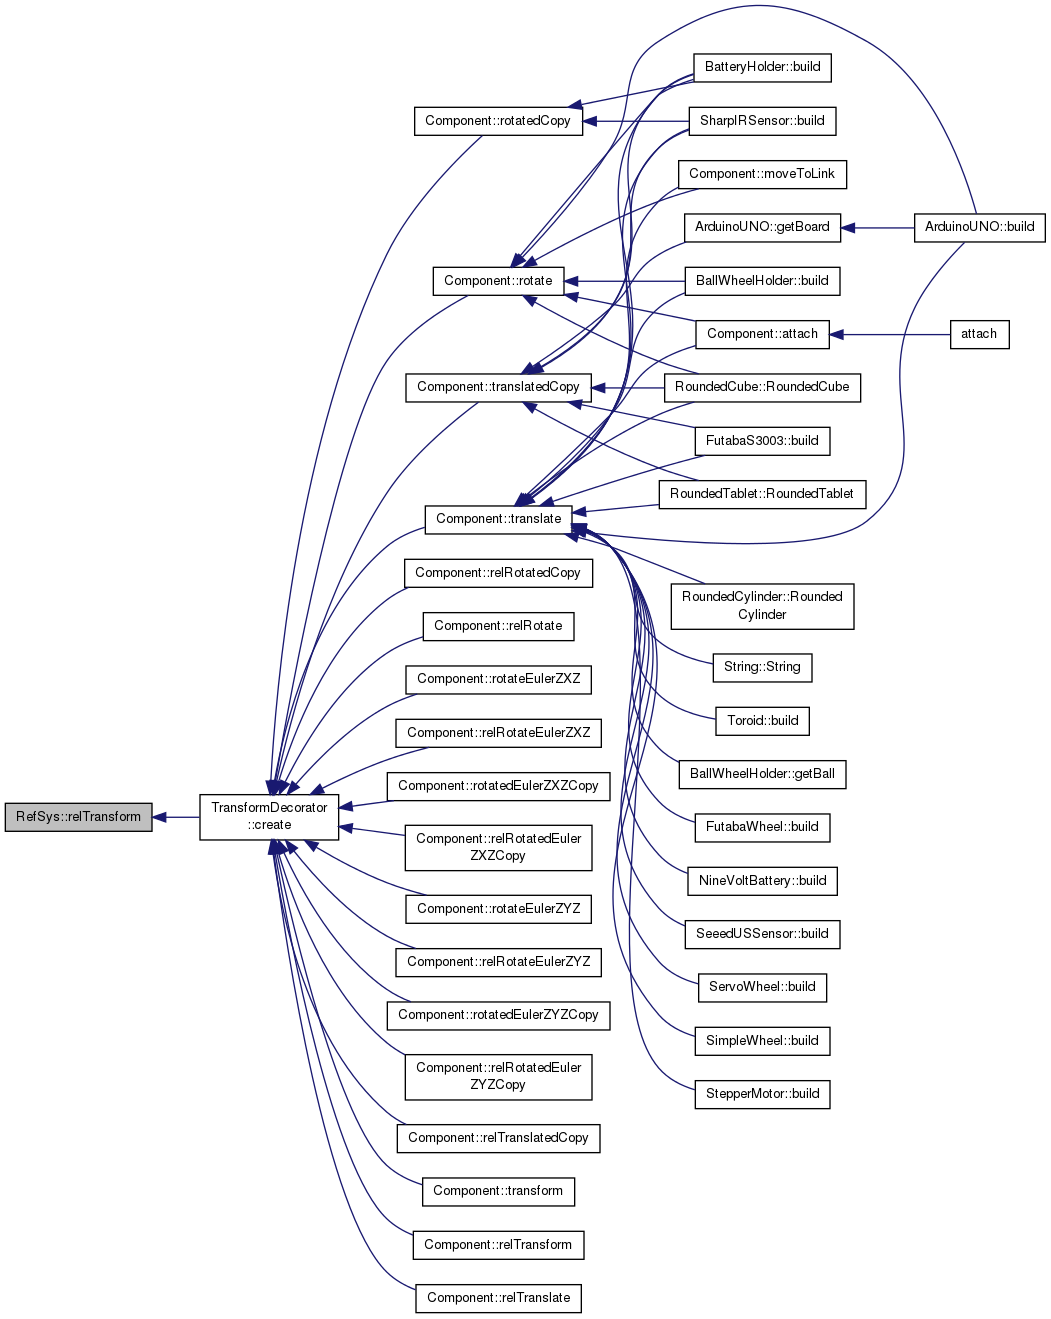 RefSys::relTransform
TransformDecorator
::create
Component::rotatedCopy
Component::rotate
Component::translatedCopy
Component::translate
Component::relRotatedCopy
Component::relRotate
Component::rotateEulerZXZ
Component::relRotateEulerZXZ
Component::rotatedEulerZXZCopy
Component::relRotatedEuler
ZXZCopy
Component::rotateEulerZYZ
Component::relRotateEulerZYZ
Component::rotatedEulerZYZCopy
Component::relRotatedEuler
ZYZCopy
Component::relTranslatedCopy
Component::transform
Component::relTransform
Component::relTranslate
BatteryHolder::build
SharpIRSensor::build
Component::moveToLink
ArduinoUNO::getBoard
BallWheelHolder::build
Component::attach
RoundedCube::RoundedCube
FutabaS3003::build
RoundedTablet::RoundedTablet
RoundedCylinder::Rounded
Cylinder
String::String
Toroid::build
BallWheelHolder::getBall
FutabaWheel::build
NineVoltBattery::build
SeeedUSSensor::build
ServoWheel::build
SimpleWheel::build
StepperMotor::build
ArduinoUNO::build
attach